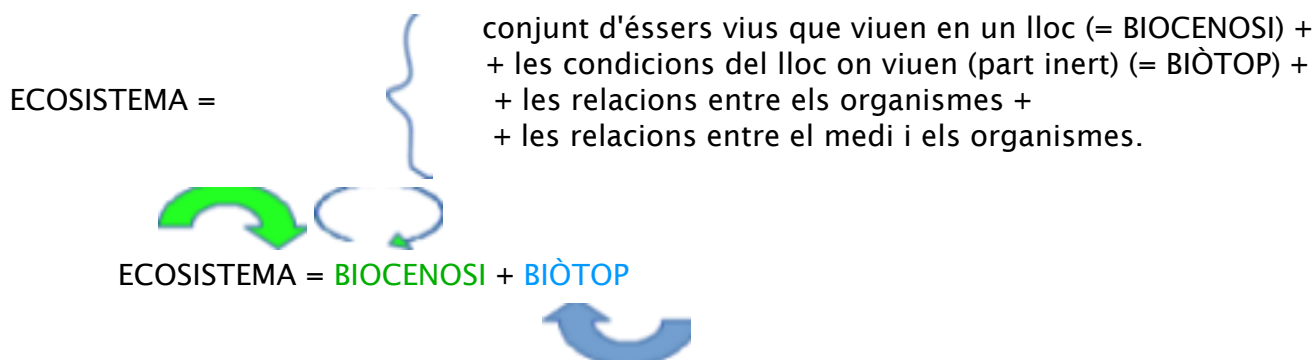 conjunt d'éssers vius que viuen en un lloc (= BIOCENOSI) +
+ les condicions del lloc on viuen (part inert) (= BIÒTOP) +
ECOSISTEMA =
+ les relacions entre els organismes +
+ les relacions entre el medi i els organismes.
ECOSISTEMA = BIOCENOSI + BIÒTOP